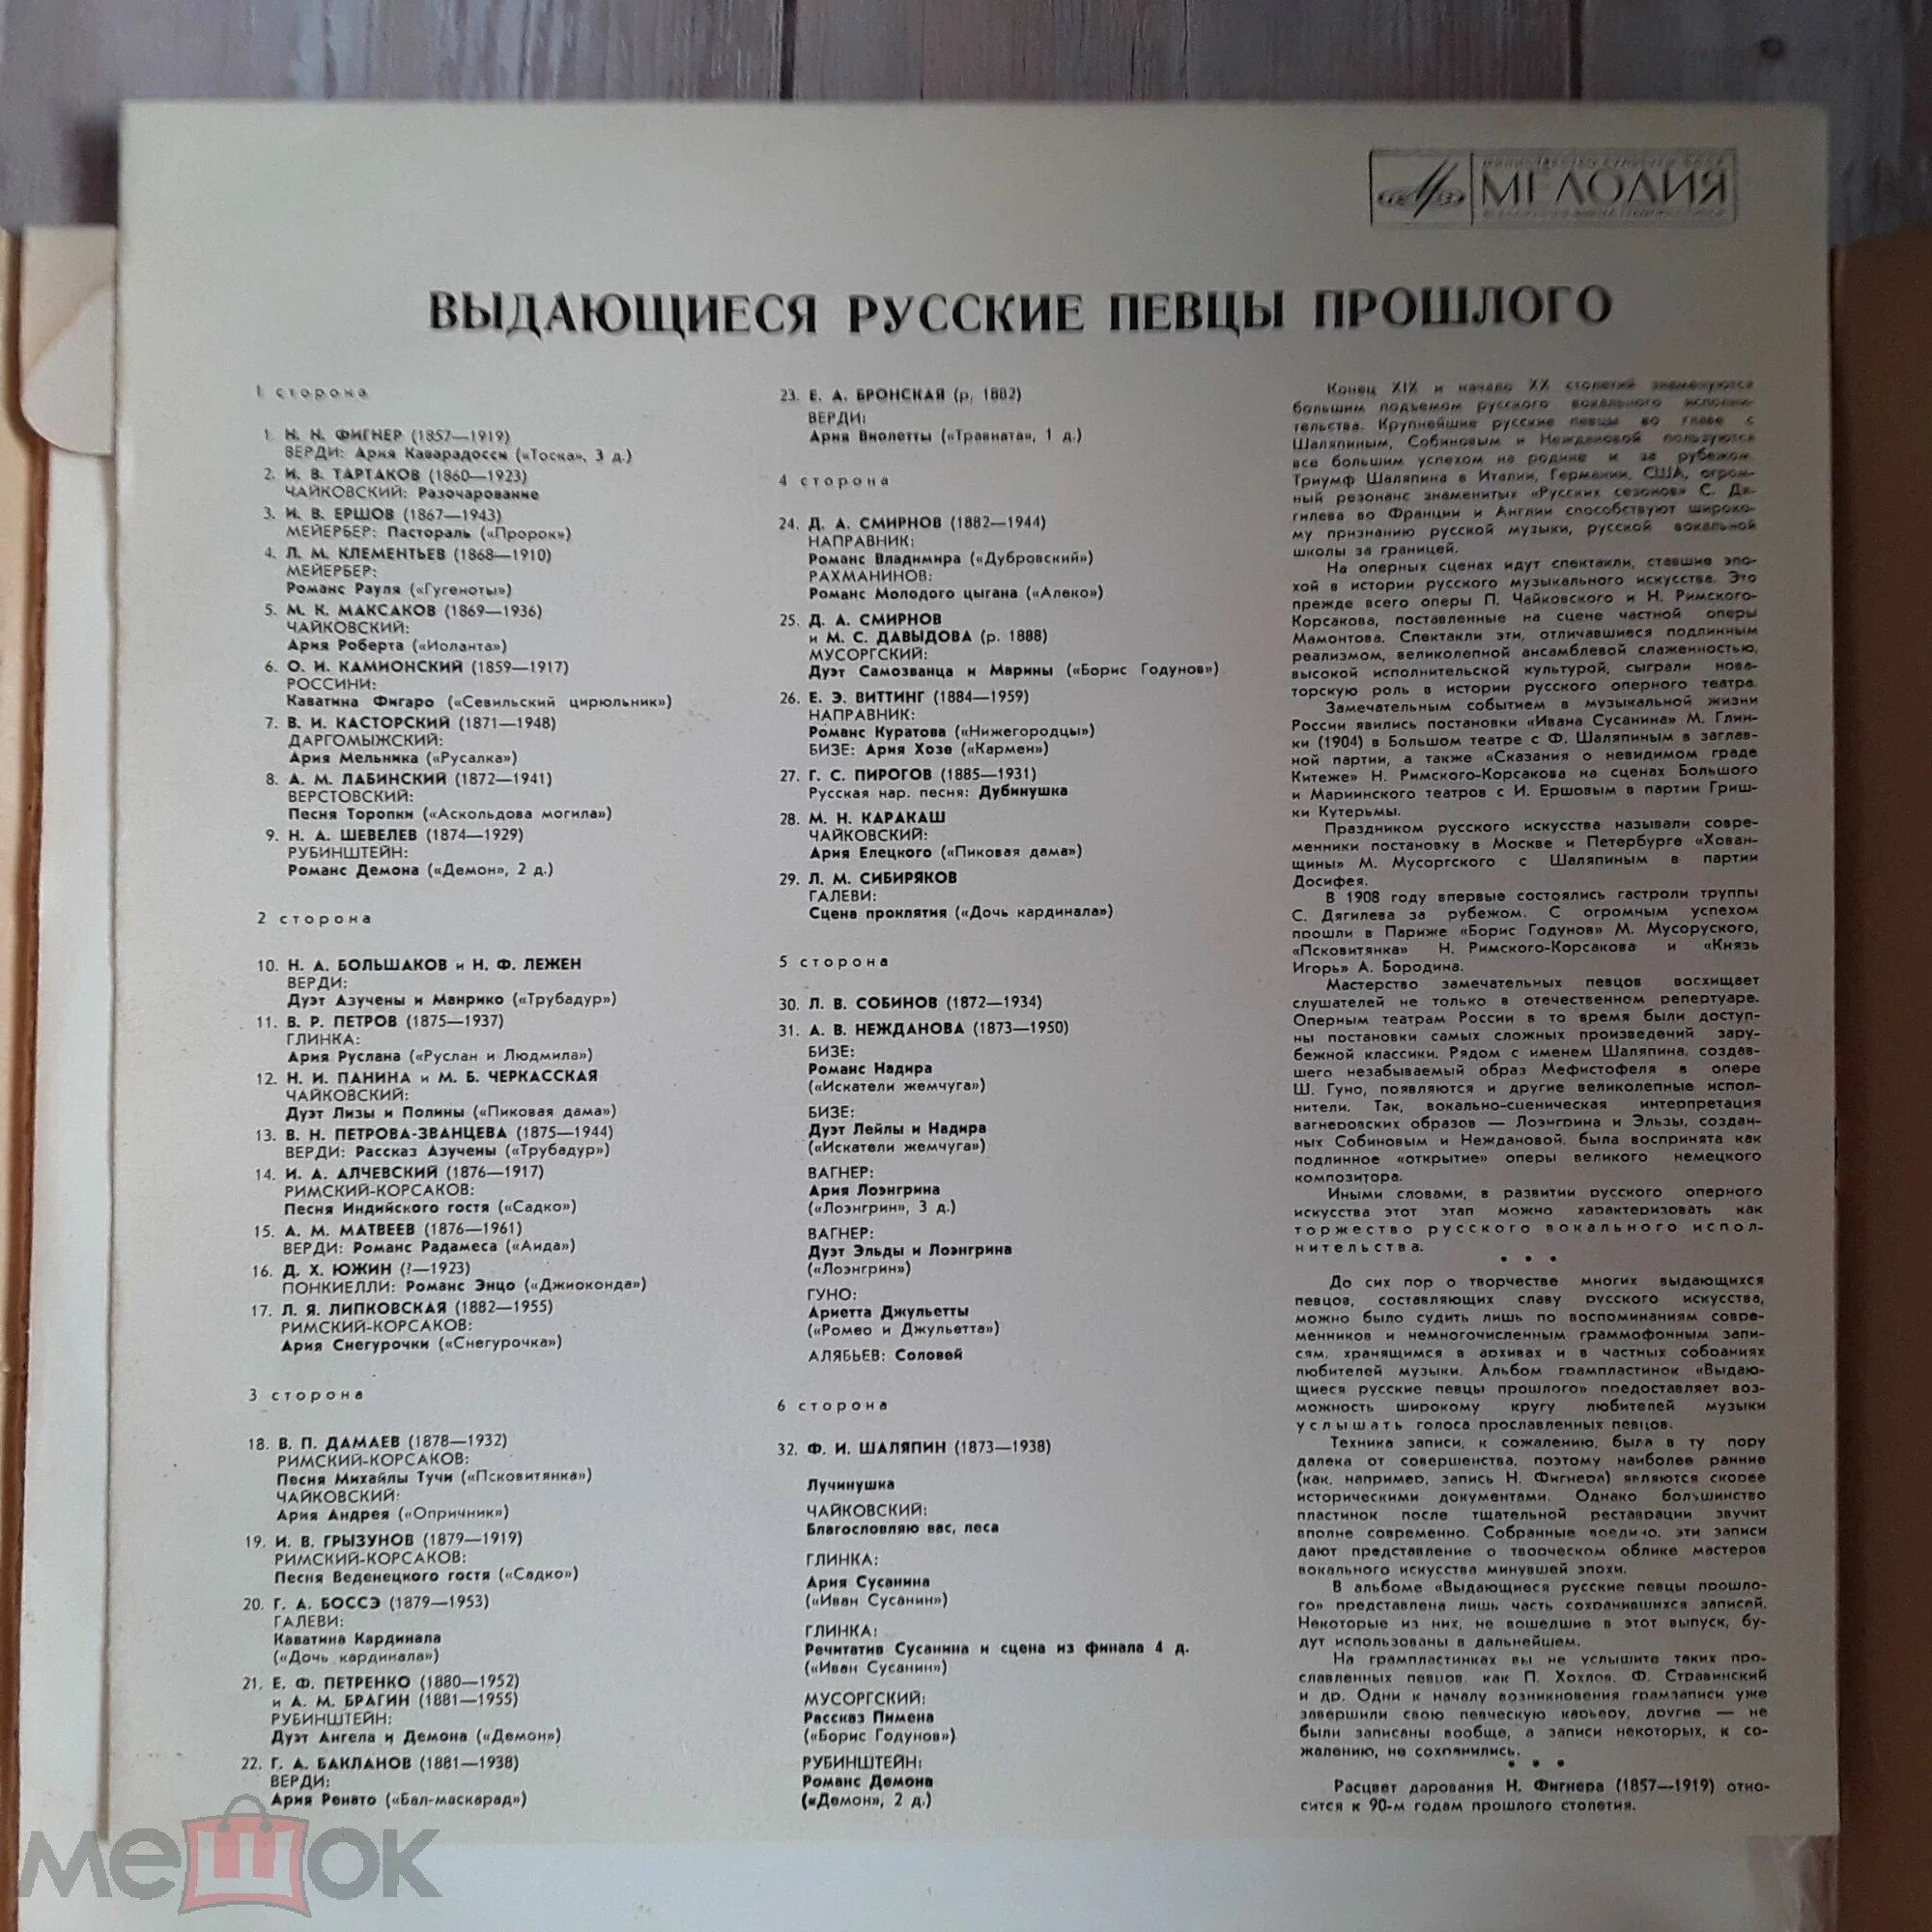 МЕЛОДИЯ
ВЫДАЮЩИЕСЯ РУССКИЕ ПЕВЦЫ ПРОШЛОГО
1 сторона
1. Н. Н. ФИГНЕР (1857—1919)
ВЕРДИ: Ария Каварадосси («Тоска», 3 д.)
2. И. В. ТАРТАКОВ (1860—1923)
ЧАЙКОВСКИЙ: Разочарование
3. И. В. ЕРШОВ (1867—1943)
МЕЙЕРБЕР: Пастораль («Пророк»)
4. Л. М. КЛЕМЕНТЬЕВ (1868—1910)
МЕЙЕРБЕР:
Романс Рауля («Гугеноты»)
5. М. К. МАКСАКОВ (1869—1936)
ЧАЙКОВСКИЙ:
Ария Роберта («Иоланта»)
6. О. И. КАМИОНСКИЙ (1859—1917)
РОССИНИ:
Каватина Фигаро («Севильский цирюльник»)
7. В. И. КАСТОРСКИЙ (1871—1948)
ДАРГОМЫЖСКИЙ:
Ария Мельника («Русалка»)
8. А. М. ЛАБИНСКИЙ (1872—1941)
ВЕРСТОВСКИЙ:
Песня Торопки («Аскольдова могила»)
9. Н. А. ШЕВЕЛЕВ (1874—1929)
РУБИНШТЕЙН:
Романс Демона («Демон», 2 д.)
2 сторона
10. Н. А. БОЛЬШАКОВ и Н. Ф. ЛЕЖЕН
ВЕРДИ:
Дуэт Азучены и Манрико («Трубадур»)
11. В. Р. ПЕТРОВ (1875—1937)
ГЛИНКА:
Ария Руслана («Руслан и Людмила»)
12. Н. И. ПАНИНА и М. Б. ЧЕРКАССКАЯ
ЧАЙКОВСКИЙ:
Дуэт Лизы и Полины («Пиковая дама»)
13. В. Н. ПЕТРОВА-ЗВАНЦЕВА (1875—1944)
ВЕРДИ: Рассказ Азучены («Трубадур»)
14. И. А. АЛЧЕВСКИЙ (1876—1917)
РИМСКИЙ-КОРСАКОВ:
Песня Индийского гостя («Садко»)
15. А. М. МАТВЕЕВ (1876—1961)
ВЕРДИ: Романс Радамеса («Аида»)
16. Д. Х. ЮЖИН (?—1923)
ПОНКИЕЛЛИ: Романс Энцо («Джиоконда»)
17. Л. Я. ЛИПКОВСКАЯ (1882—1955)
РИМСКИЙ-КОРСАКОВ:
Ария Снегурочки («Снегурочка»)
3 сторона
18. В. П. ДАМАЕВ (1878—1932)
РИМСКИЙ-КОРСАКОВ:
Песня Михайлы Тучи («Псковитянка»)
ЧАЙКОВСКИЙ:
Ария Андрея («Опричник»)
19. И. В. ГРЫЗУНОВ (1879—1919)
РИМСКИЙ-КОРСАКОВ:
Песня Веденецкого гостя («Садко»)
20. Г. А. БОССЭ (1879—1953)
ГАЛЕВИ:
Каватина Кардинала
(«Дочь кардинала»)
21. Е. Ф. ПЕТРЕНКО (1880—1952)
и А. М. БРАГИН (1881—1955)
РУБИНШТЕЙН:
Дуэт Ангела и Демона («Демон»)
22. Г. А. БАКЛАНОВ (1881—1938)
ВЕРДИ:
Ария Ренато («Бал-маскарад»)
23. Е. А. БРОНСКАЯ (р. 1882)
ВЕРДИ:
Ария Виолетты («Травиата», 1 д.)
4 сторона
24. Д. А. СМИРНОВ (1882—1944)
НАПРАВНИК:
Романс Владимира («Дубровский»)
РАХМАНИНОВ:
Романс Молодого цыгана («Алеко»)
25. Д. А. СМИРНОВ
и М. С. ДАВЫДОВА (р. 1888)
МУСОРГСКИЙ:
Дуэт Самозванца и Марины («Борис Годунов»)
26. Е. Э. ВИТТИНГ (1884—1959)
НАПРАВНИК:
Романс Куратова («Нижегородцы»)
БИЗЕ: Ария Хозе («Кармен»)
27. Г. С. ПИРОГОВ (1885—1931)
Русская нар. песня: Дубинушка
28. М. Н. КАРАКАШ
ЧАЙКОВСКИЙ:
Ария Елецкого («Пиковая дама»)
29. Л. М. СИБИРЯКОВ
ГАЛЕВИ:
Сцена проклятия («Дочь кардинала»)
5 сторона
30. Л. В. СОБИНОВ (1872—1934)
31. А. В. НЕЖДАНОВА (1873—1950)
БИЗЕ:
Романс Надира
(«Искатели жемчуга»)
БИЗЕ:
Дуэт Лейлы и Надира
(«Искатели жемчуга»)
ВАГНЕР:
Ария Лоэнгрина
(«Лоэнгрин», 3 д.)
ВАГНЕР:
Дуэт Эльды и Лоэнгрина
(«Лоэнгрин»)
ГУНО:
Ариетта Джульетты
(«Ромео и Джульетта»)
АЛЯБЬЕВ: Соловей
6 сторона
32. Ф. И. ШАЛЯПИН (1873—1938)
Лучинушка
ЧАЙКОВСКИЙ:
Благословляю вас, леса
ГЛИНКА:
Ария Сусанина
(«Иван Сусанин»)
ГЛИНКА:
Речитатив Сусанина и сцена из финала 4 д.
(«Иван Сусанин»)
МУСОРГСКИЙ:
Рассказ Пимена
(«Борис Годунов»)
РУБИНШТЕЙН:
Романс Демона
(«Демон», 2 д.)
Конец XIX и начало XX столетий знаменуются
большим подъемом русского вокального исполни-
тельства. Крупнейшие русские певцы во главе с
Шаляпиным, Собиновым и Неждановой пользуются
все большим успехом на родине и за рубежом.
Триумф Шаляпина в Италии, Германии, США, огром-
ный резонанс знаменитых «Русских сезонов» С. Дя-
гилева во Франции и Англии способствуют широко-
му признанию русской музыки, русской вокальной
школы за границей.
На оперных сценах идут спектакли, ставшие эпо-
хой в истории русского музыкального искусства. Это
прежде всего оперы П. Чайковского и Н. Римского-
Корсакова, поставленные на сцене частной оперы
Мамонтова. Спектакли эти, отличавшиеся подлинным
реализмом, великолепной ансамблевой слаженностью,
высокой исполнительской культурой, сыграли нова-
торскую роль в истории русского оперного театра.
Замечательным событием в музыкальной жизни
России явились постановки «Ивана Сусанина» М. Глин-
ки (1904) в Большом театре с Ф. Шаляпиным в заглав-
ной партии, а также «Сказания о невидимом граде
Китеже» Н. Римского-Корсакова на сценах Большого
и Мариинского театров с И. Ершовым в партии Гриш-
ки Кутерьмы.
Праздником русского искусства называли совре-
менники постановку в Москве и Петербурге «Хован-
щины» М. Мусоргского с Шаляпиным в партии
Досифея.
В 1908 году впервые состоялись гастроли труппы
С. Дягилева за рубежом. С огромным успехом
прошли в Париже «Борис Годунов» М. Мусоруского,
«Псковитянка» Н. Римского-Корсакова и «Князь
Игорь» А. Бородина.
Мастерство замечательных певцов восхищает
слушателей не только в отечественном репертуаре.
Оперным театрам России в то время были доступ-
ны постановки самых сложных произведений зару-
бежной классики. Рядом с именем Шаляпина, создав-
шего незабываемый образ Мефистофеля в опере
Ш. Гуно, появляются и другие великолепные испол-
нители. Так, вокально-сценическая интерпретация
вагнеровских образов — Лоэнгрина и Эльзы, создан-
ных Собиновым и Неждановой, была воспринята как
подлинное «открытие» оперы великого немецкого
композитора.
Иными словами, в развитии русского оперного
искусства этот этап можно характеризовать как
торжество русского вокального испол-
нительства.
• • •
До сих пор о творчестве многих выдающихся
певцов, составляющих славу русского искусства,
можно было судить лишь по воспоминаниям совре-
менников и немногочисленным граммофонным запи-
сям, хранящимся в архивах и в частных собраниях
любителей музыки. Альбом грампластинок «Выдаю-
щиеся русские певцы прошлого» предоставляет воз-
можность широкому кругу любителей музыки
услышать голоса прославленных певцов.
Техника записи, к сожалению, была в ту пору
далека от совершенства, поэтому наиболее ранние
(как, например, запись Н. Фигнера) являются скорее
историческими документами. Однако большинство
пластинок после тщательной реставрации звучит
вполне современно. Собранные воедино, эти записи
дают представление о творческом облике мастеров
вокального искусства минувшей эпохи.
В альбоме «Выдающиеся русские певцы прошло-
го» представлена лишь часть сохранившихся записей.
Некоторые из них, не вошедшие в этот выпуск, бу-
дут использованы в дальнейшем.
На грампластинках вы не услышите таких про-
славленных певцов, как П. Хохлов, Ф. Стравинский
и др. Одни к началу возникновения грамзаписи уже
завершили свою певческую карьеру, другие — не
были записаны вообще, а записи некоторых, к со-
жалению, не сохранились.
• • •
Расцвет дарования Н. Фигнера (1857—1919) отно-
сится к 90-м годам прошлого столетия.
мешок